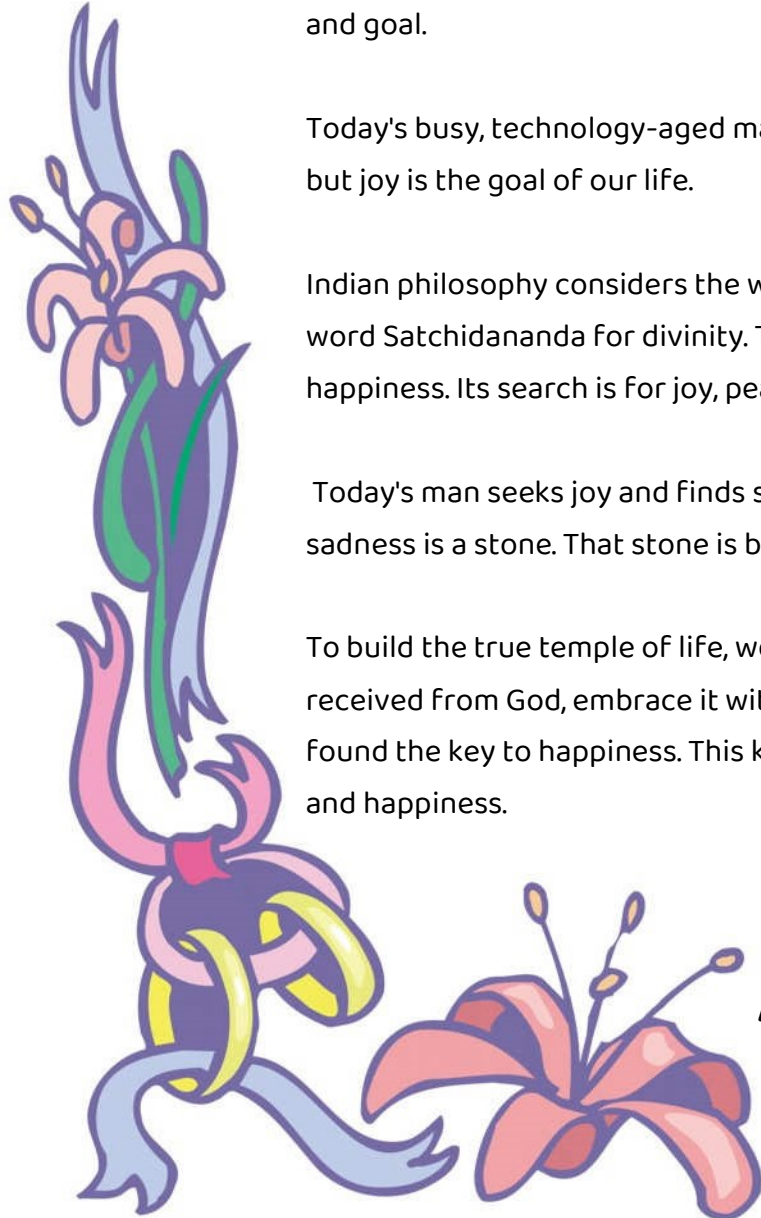 and goal.
Today's busy, technology-aged
but joy is the goal of our life.
Indian philosophy considers the
word Satchidananda for divinity.
happiness. Its search is for joy,
Today's man seeks joy and finds
sadness is a stone. That stone is
To build the true temple of life,
received from God, embrace it
found the key to happiness. This
and happiness.